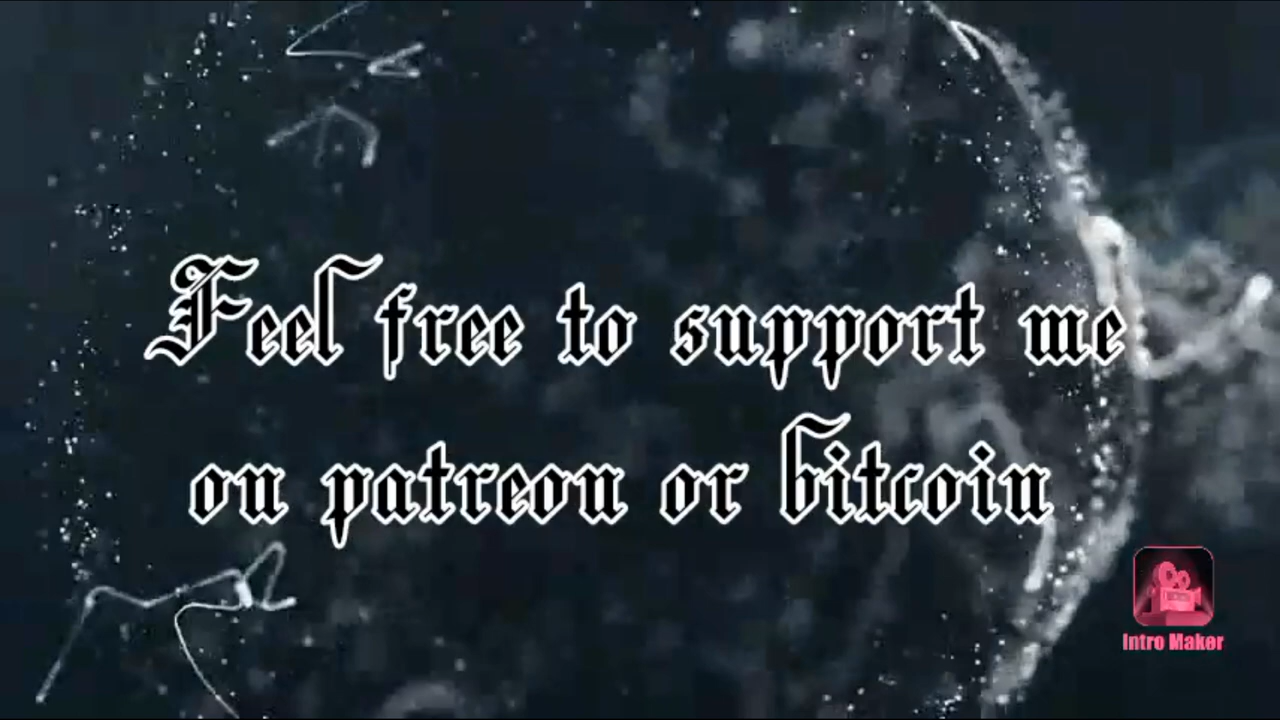 Feel free to support me
on patreon or bitcoin
Intro Maker